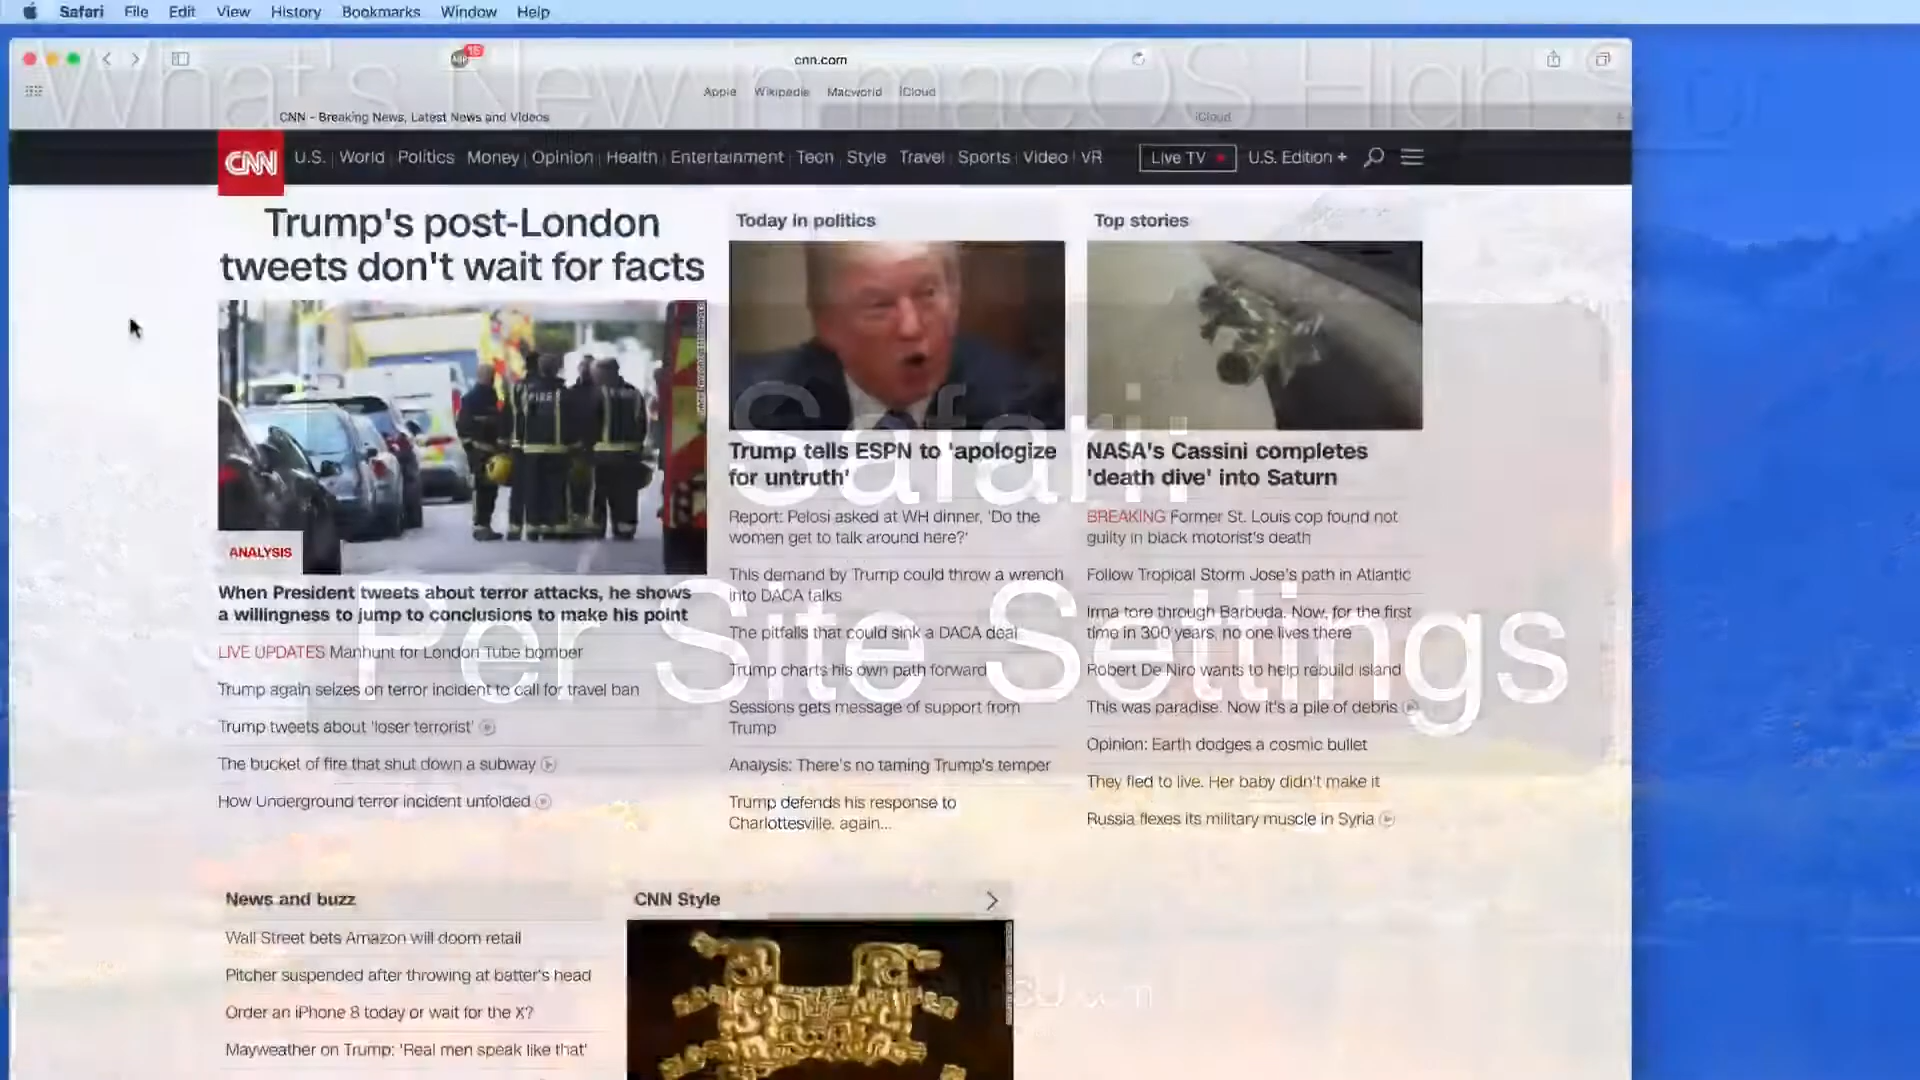 Safari File Edit View History Bookmarks Window Help
What's New in macOS High
ABP 15
cnn.com
Apple Wikipedia Macworld iCloud
CNN - Breaking News, Latest News and Videos
iCloud
CNN U.S. World Politics Money Opinion Health Entertainment Tech Style Travel Sports Video VR Live TV U.S. Edition +
Trump's post-London
tweets don't wait for facts
FIRE
ANALYSIS
When President tweets about terror attacks, he shows
a willingness to jump to conclusions to make his point
LIVE UPDATES Manhunt for London Tube bomber
Trump again seizes on terror incident to call for travel ban
Trump tweets about 'loser terrorist'
The bucket of fire that shut down a subway
How Underground terror incident unfolded
Today in politics
Trump tells ESPN to 'apologize
for untruth'
Report: Pelosi asked at WH dinner, 'Do the
women get to talk around here?'
This demand by Trump could throw a wrench
into DACA talks
The pitfalls that could sink a DACA deal
Trump charts his own path forward
Sessions gets message of support from
Trump
Analysis: There's no taming Trump's temper
Trump defends his response to
Charlottesville, again...
Top stories
NASA's Cassini completes
'death dive' into Saturn
BREAKING Former St. Louis cop found not
guilty in black motorist's death
Follow Tropical Storm Jose's path in Atlantic
Irma tore through Barbuda. Now, for the first
time in 300 years, no one lives there
Robert De Niro wants to help rebuild island
This was paradise. Now it's a pile of debris
Opinion: Earth dodges a cosmic bullet
They fled to live. Her baby didn't make it
Russia flexes its military muscle in Syria
Safari:
Per Site Settings
News and buzz
Wall Street bets Amazon will doom retail
Pitcher suspended after throwing at batter's head
Order an iPhone 8 today or wait for the X?
Mayweather on Trump: 'Real men speak like that'
CNN Style